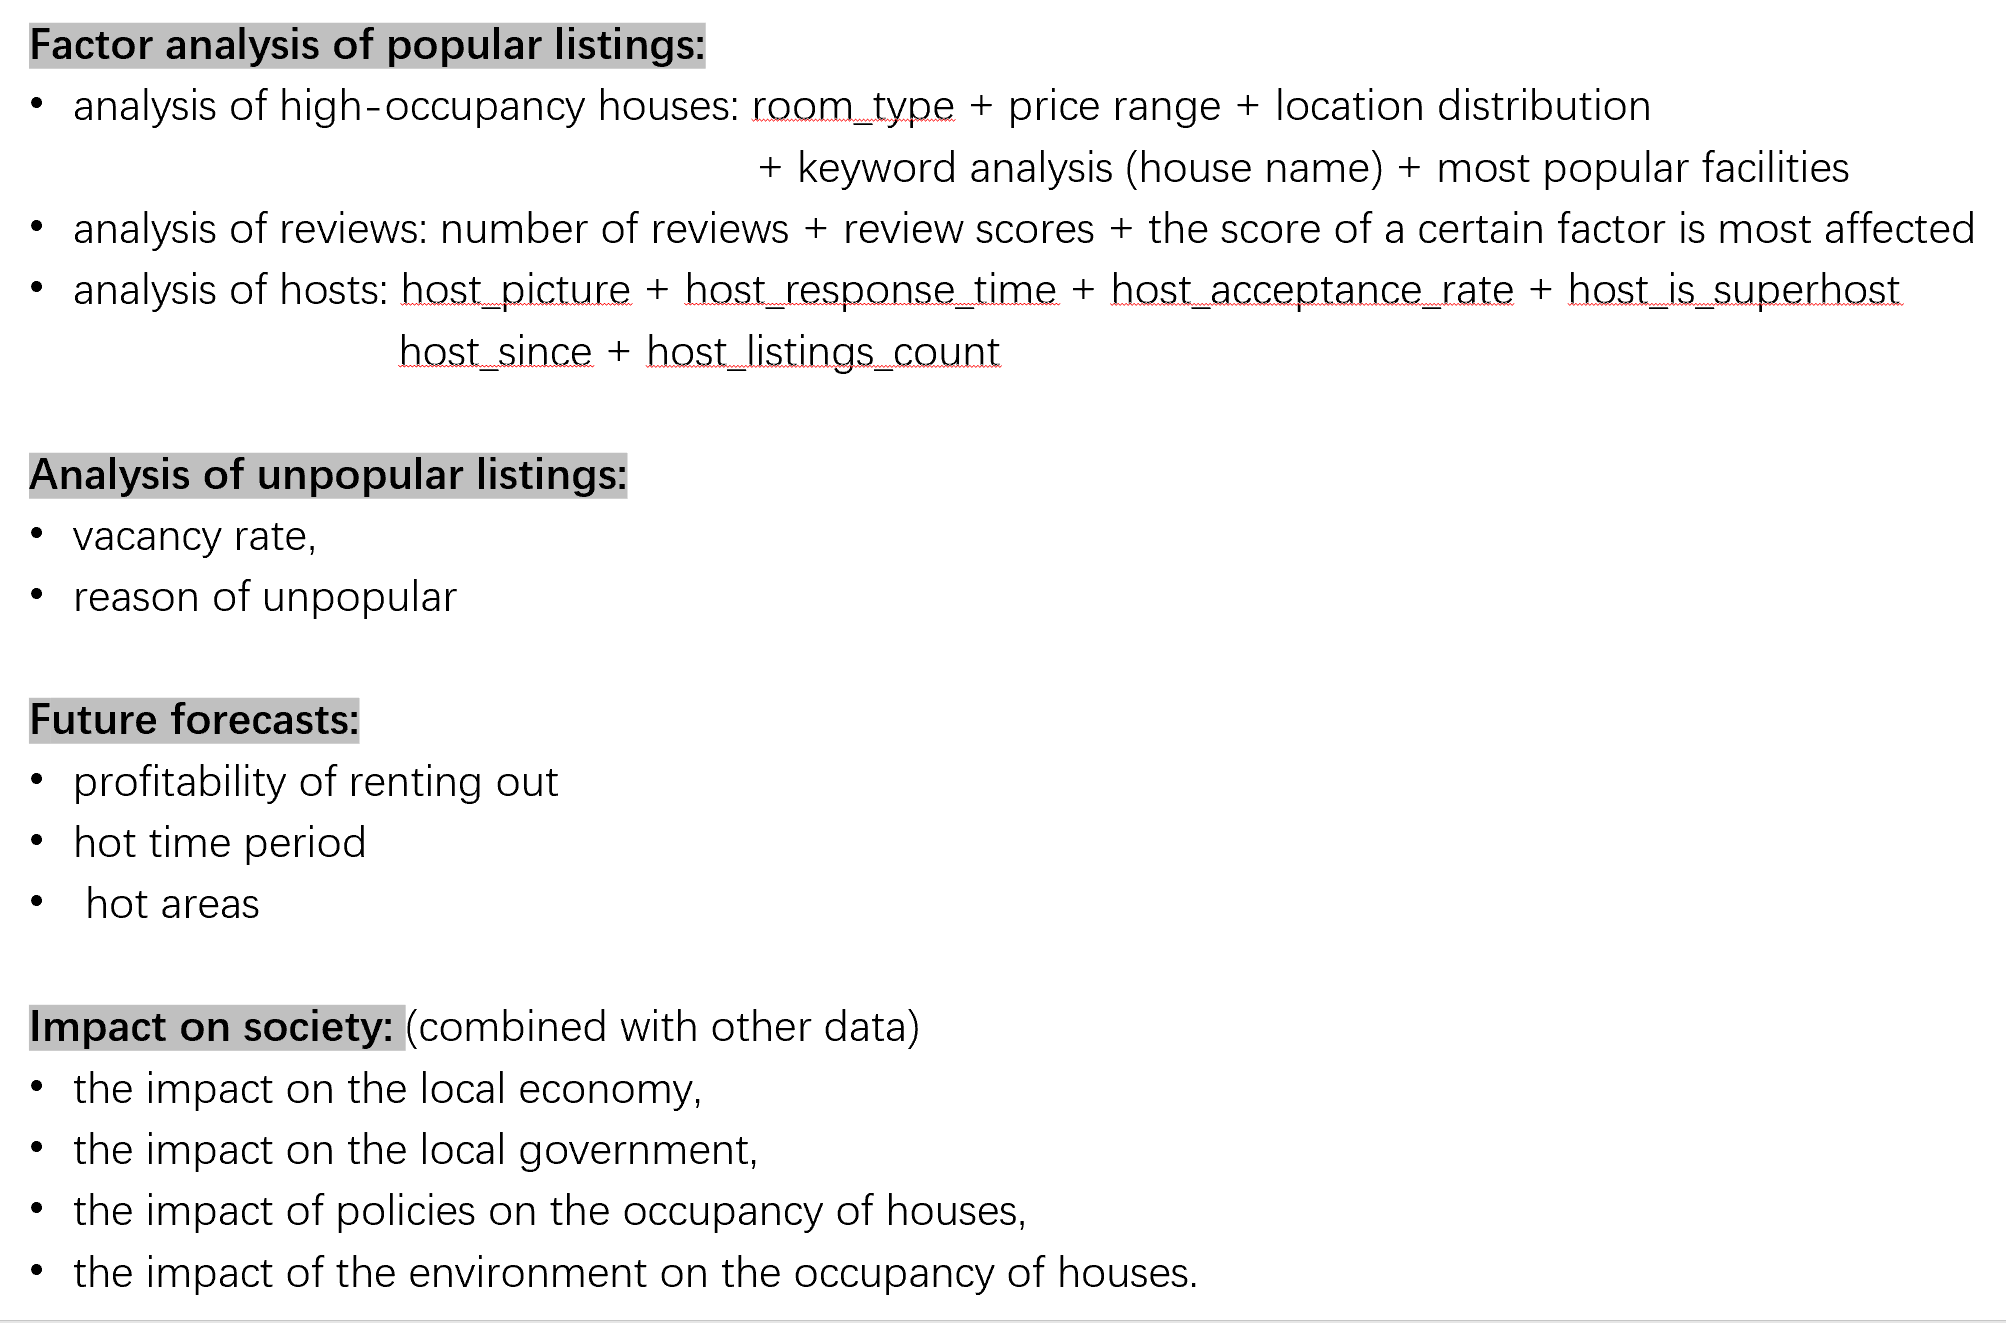 Factor analysis of popular listings:
• analysis of high-occupancy houses: room_type + price range + location distribution
+ keyword analysis (house name) + most popular facilities
• analysis of reviews: number of reviews + review scores + the score of a certain factor is most affected
• analysis of hosts: host_picture + host_response_time + host_acceptance_rate + host_is_superhost
host_since + host_listings_count
Analysis of unpopular listings:
• vacancy rate,
• reason of unpopular
Future forecasts:
• profitability of renting out
• hot time period
• hot areas
Impact on society: (combined with other data)
• the impact on the local economy,
• the impact on the local government,
• the impact of policies on the occupancy of houses,
• the impact of the environment on the occupancy of houses.